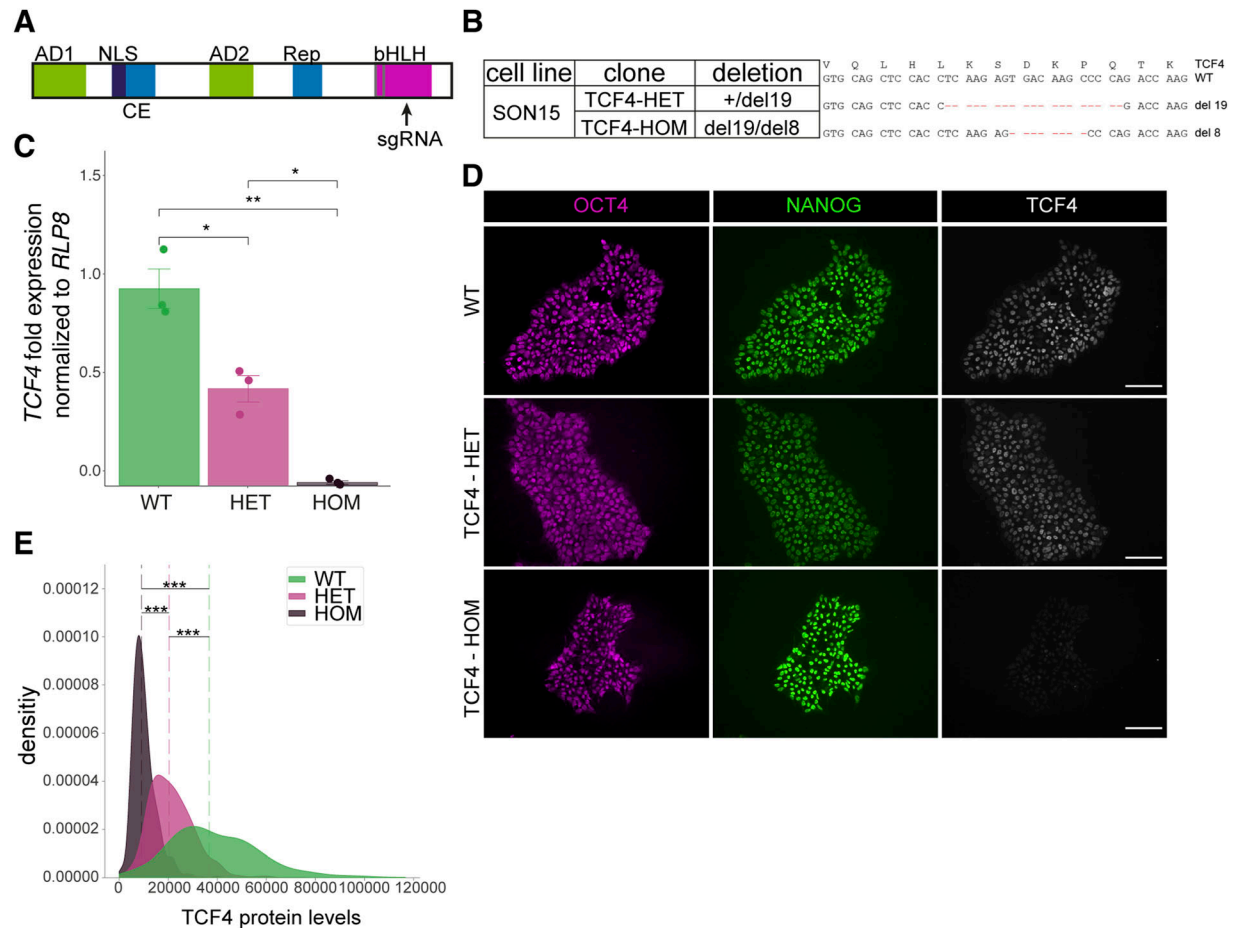 A
AD1 NLS AD2 Rep bHLH
CE
sgRNA
B
cell line clone deletion
SON15 TCF4-HET +/del19
TCF4-HOM del19/del8
V Q L H L K S D K P Q T K TCF4
GTG CAG CTC CAC CTC AAG AGT GAC AAG CCC CAG ACC AAG WT
GTG CAG CTC CAC C-- --- --- --- --- --- --G ACC AAG del 19
GTG CAG CTC CAC CTC AAG AG- --- --- -CC CAG ACC AAG del 8
C
TCF4 fold expression
normalized to RLP8
1.5
1.0
0.5
0.0
*
**
*
WT HET HOM
D
OCT4 NANOG TCF4
WT
TCF4 - HET
TCF4 - HOM
E
densitiy
0.00012
0.00010
0.00008
0.00006
0.00004
0.00002
0.00000
***
***
***
WT
HET
HOM
0 20000 40000 60000 80000 100000 120000
TCF4 protein levels